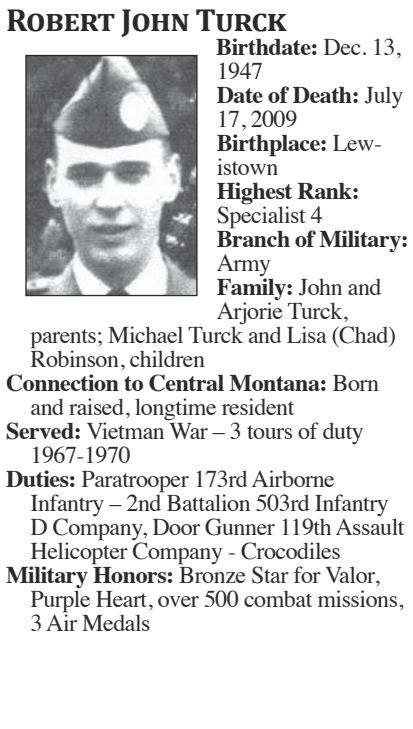 ROBERT JOHN TURCK
Birthdate: Dec. 13,
1947
Date of Death: July
17, 2009
Birthplace: Lew-
istown
Highest Rank:
Specialist 4
Branch of Military:
Army
Family: John and
Arjorie Turck,
parents; Michael Turck and Lisa (Chad)
Robinson, children
Connection to Central Montana: Born
and raised, longtime resident
Served: Vietman War – 3 tours of duty
1967-1970
Duties: Paratrooper 173rd Airborne
Infantry – 2nd Battalion 503rd Infantry
D Company, Door Gunner 119th Assault
Helicopter Company - Crocodiles
Military Honors: Bronze Star for Valor,
Purple Heart, over 500 combat missions,
3 Air Medals